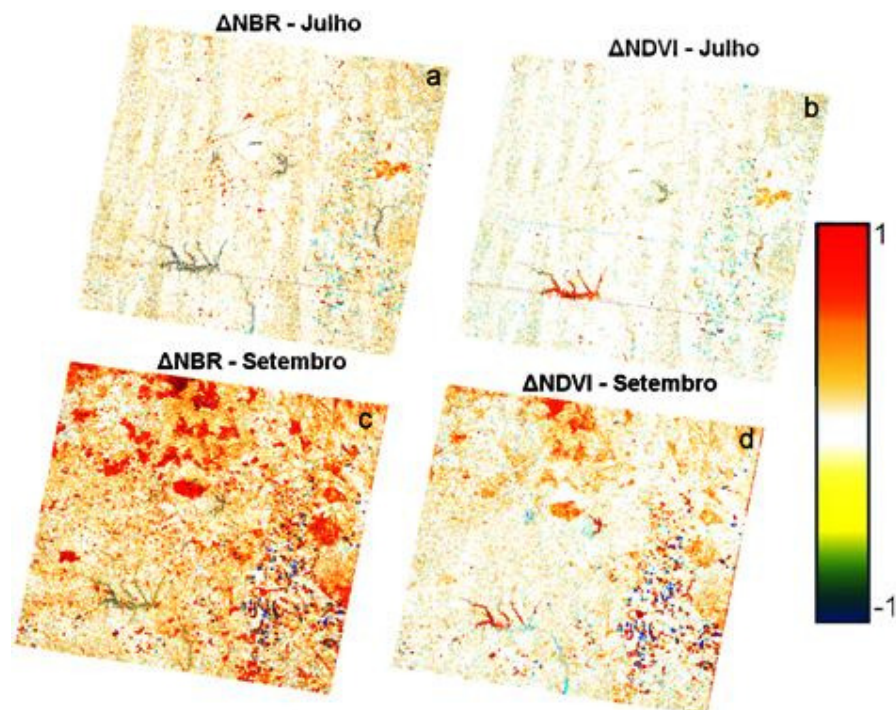 ΔNBR - Julho
a
ΔNDVI - Julho
b
1
-1
ΔNBR - Setembro
c
ΔNDVI - Setembro
d